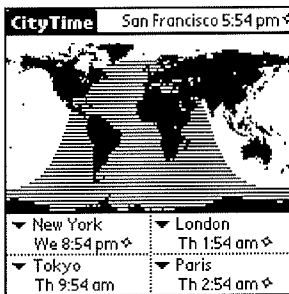 CityTime San Francisco 5:54 pm
New York London
We 8:54 pm Th 1:54 am
Tokyo Paris
Th 9:54 am Th 2:54 am